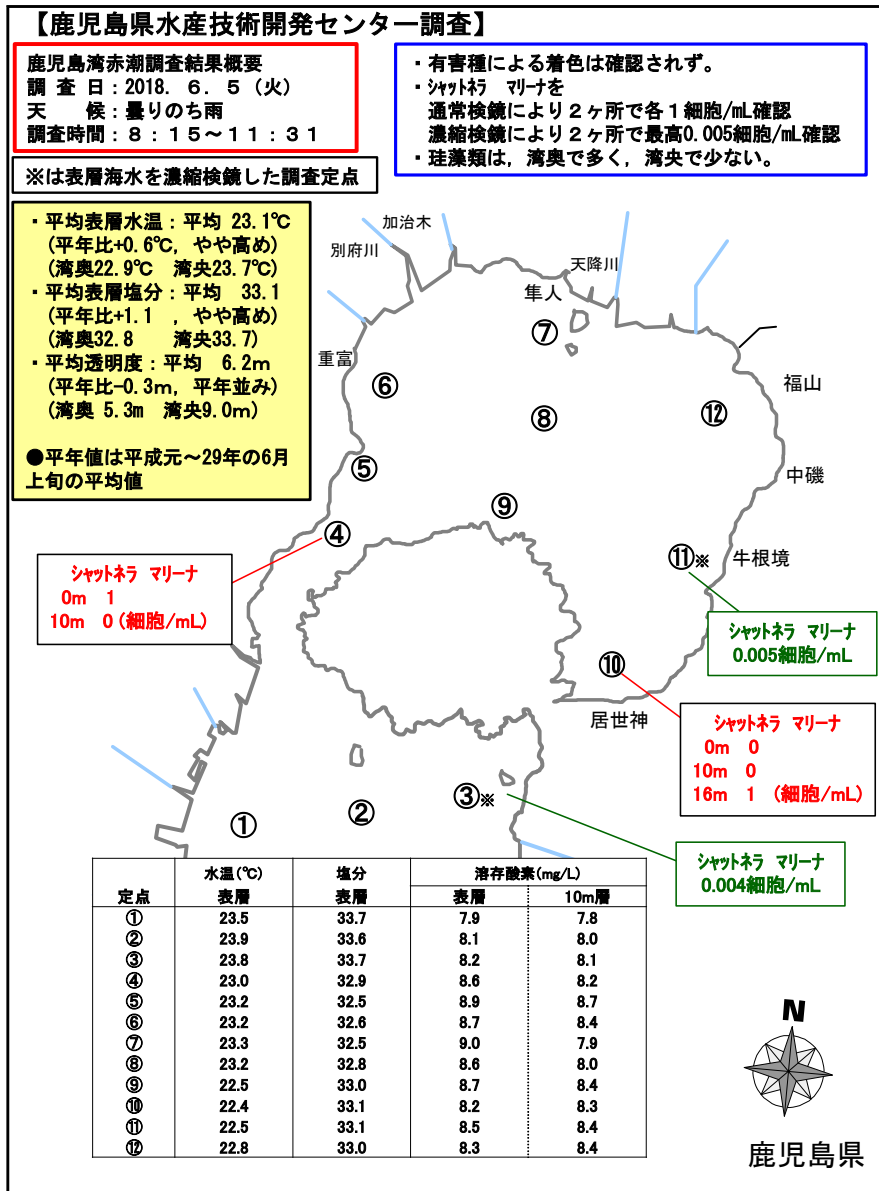 【鹿児島県水産技術開発センター調査】
鹿児島湾赤潮調査結果概要
調 査 日：2018. 6. 5（火）
天　　候：曇りのち雨
調査時間：８：１５～１１：３１
・有害種による着色は確認されず。
・ｼｬｯﾄﾈﾗ　ﾏﾘｰﾅを
通常検鏡により２ヶ所で各１細胞/mL確認
濃縮検鏡により２ヶ所で最高0.005細胞/mL確認
・珪藻類は，湾奥で多く，湾央で少ない。
※は表層海水を濃縮検鏡した調査定点
・平均表層水温：平均 23.1℃
(平年比+0.6℃, やや高め)
(湾奥22.9℃　湾央23.7℃)
・平均表層塩分：平均　33.1
(平年比+1.1　, やや高め)
(湾奥32.8　　湾央33.7)
・平均透明度：平均　6.2m
(平年比-0.3m, 平年並み)
(湾奥 5.3m　湾央9.0m)
●平年値は平成元～29年の6月
上旬の平均値
加治木
別府川
天降川
隼人
重富
福山
中磯
牛根境
居世神
⑦
⑥
⑧
⑫
⑤
⑨
④
⑪※
⑩
③※
②
①
ｼｬｯﾄﾈﾗ　ﾏﾘｰﾅ
0m　1
10m　0(細胞/mL)
ｼｬｯﾄﾈﾗ　ﾏﾘｰﾅ
0.005細胞/mL
ｼｬｯﾄﾈﾗ　ﾏﾘｰﾅ
0m　0
10m　0
16m　1　(細胞/mL)
ｼｬｯﾄﾈﾗ　ﾏﾘｰﾅ
0.004細胞/mL
水温(℃)　塩分　溶存酸素(mg/L)
定点　表層　表層　表層　10m層
①　23.5　33.7　7.9　7.8
②　23.9　33.6　8.1　8.0
③　23.8　33.7　8.2　8.1
④　23.0　32.9　8.6　8.2
⑤　23.2　32.5　8.9　8.7
⑥　23.2　32.6　8.7　8.4
⑦　23.3　32.5　9.0　7.9
⑧　23.2　32.8　8.6　8.0
⑨　22.5　33.0　8.7　8.4
⑩　22.4　33.1　8.2　8.3
⑪　22.5　33.1　8.5　8.4
⑫　22.8　33.0　8.3　8.4
N
鹿児島県